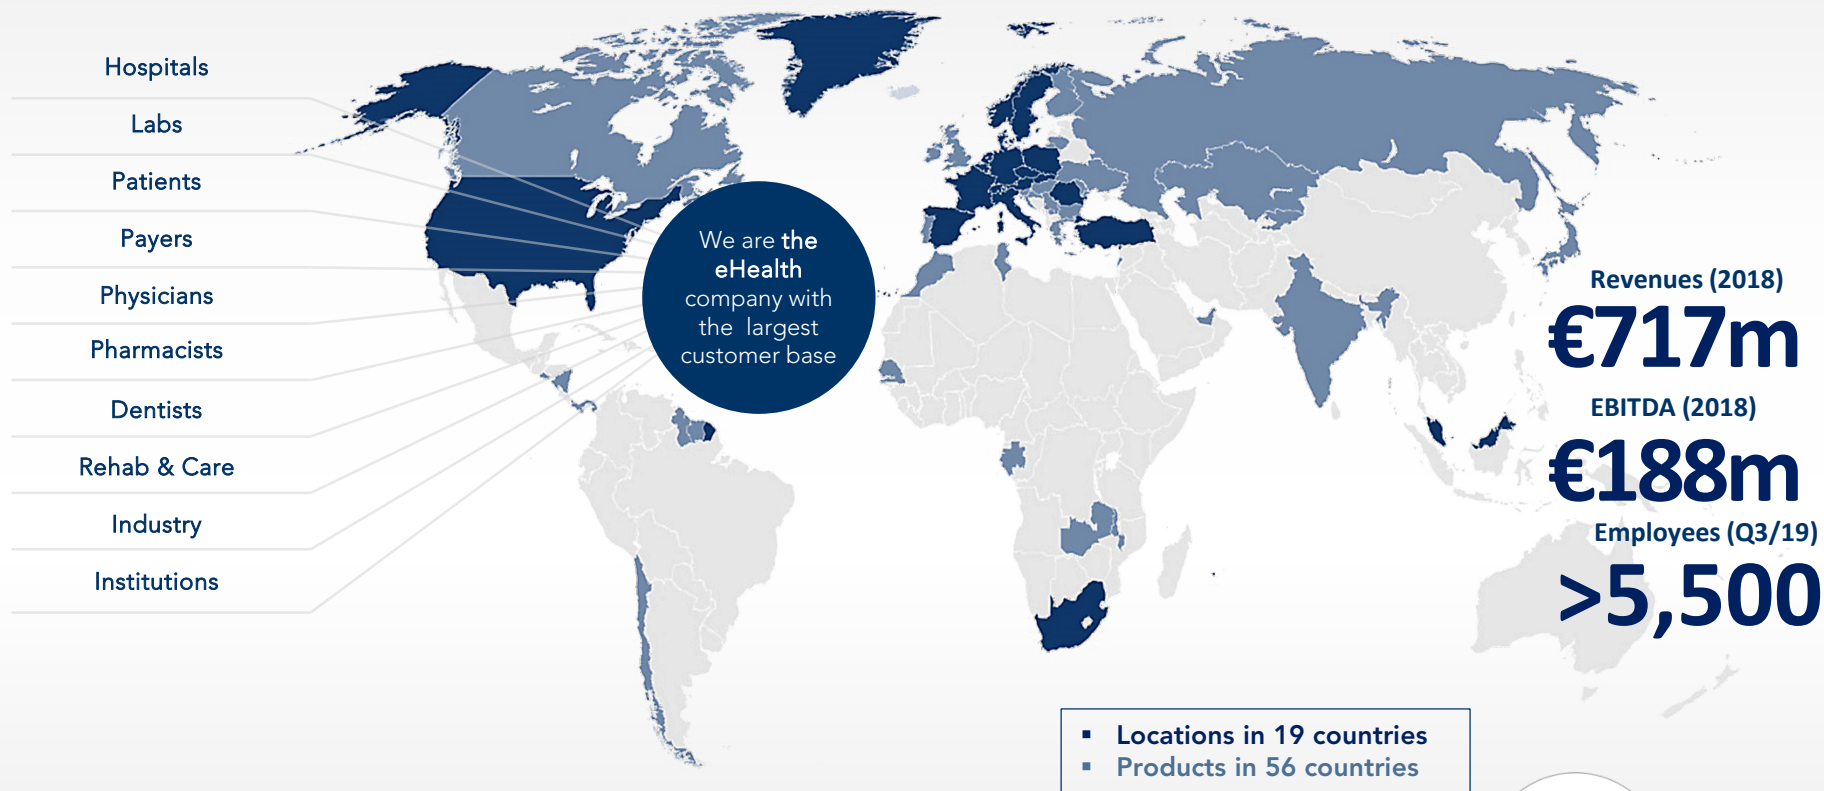 Hospitals
Labs
Patients
Payers
Physicians
Pharmacists
Dentists
Rehab & Care
Industry
Institutions
We are the
eHealth
company with
the largest
customer base
Revenues (2018)
€717m
EBITDA (2018)
€188m
Employees (Q3/19)
>5,500
▪ Locations in 19 countries
▪ Products in 56 countries